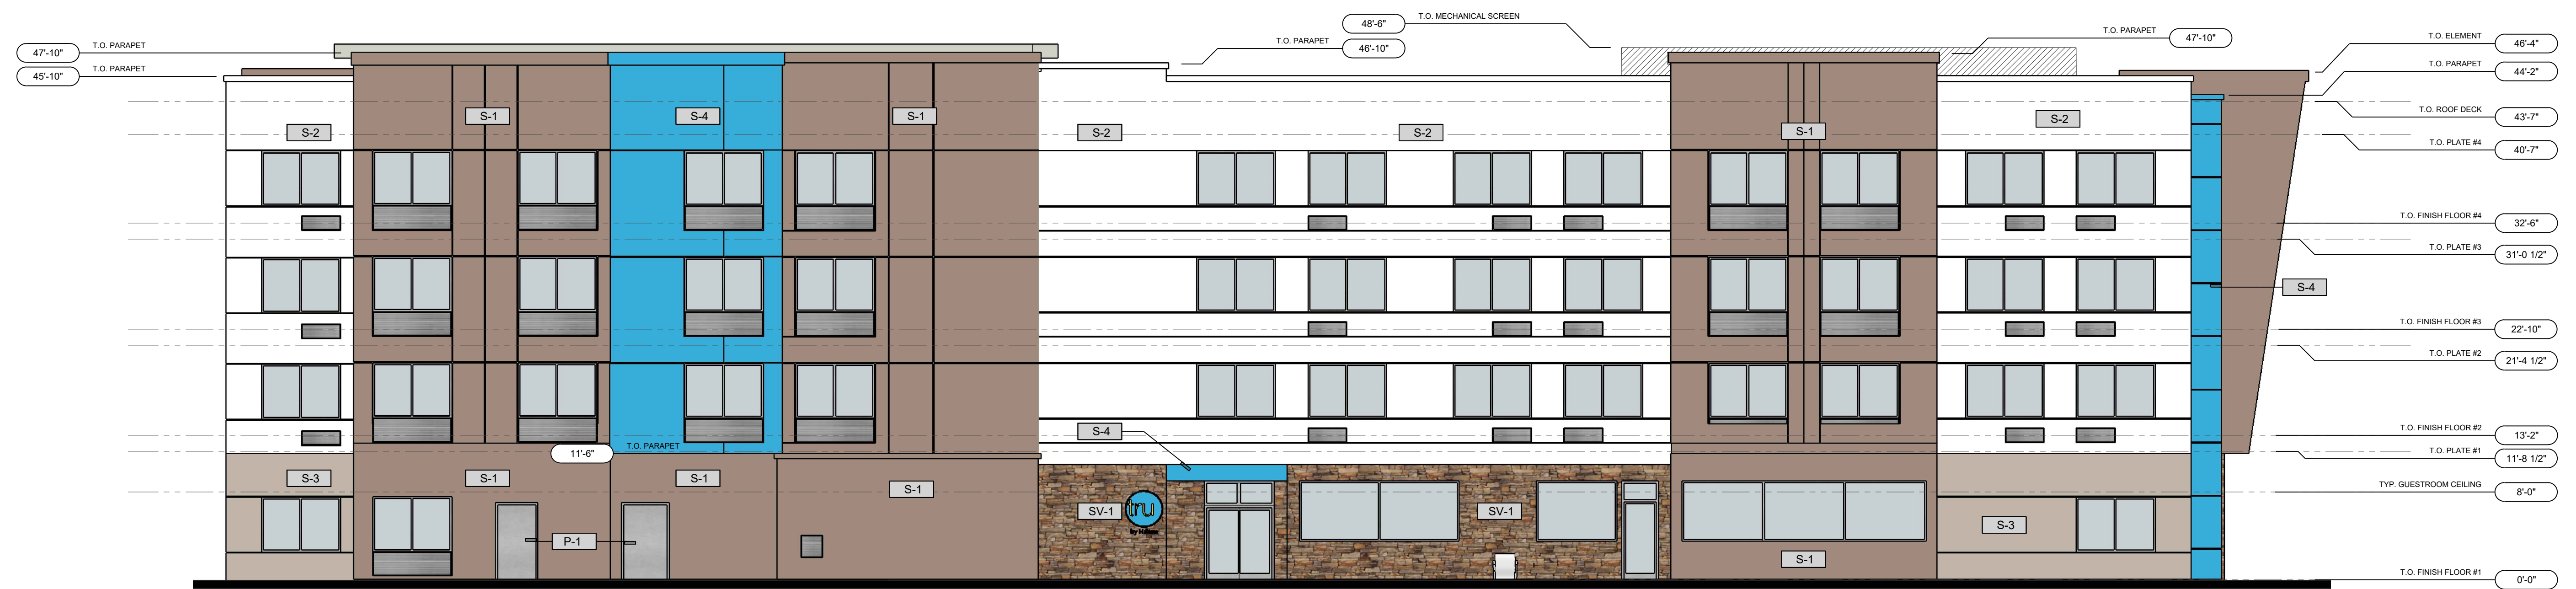 T.O. MECHANICAL SCREEN
48'-6"
T.O. PARAPET
47'-10"
T.O. PARAPET
45'-10"
T.O. PARAPET
46'-10"
T.O. PARAPET
47'-10"
T.O. ELEMENT
46'-4"
T.O. PARAPET
44'-2"
T.O. ROOF DECK
43'-7"
T.O. PLATE #4
40'-7"
T.O. FINISH FLOOR #4
32'-6"
T.O. PLATE #3
31'-0 1/2"
S-4
T.O. FINISH FLOOR #3
22'-10"
T.O. PLATE #2
21'-4 1/2"
T.O. FINISH FLOOR #2
13'-2"
T.O. PLATE #1
11'-8 1/2"
TYP. GUESTROOM CEILING
8'-0"
T.O. FINISH FLOOR #1
0'-0"
S-2
S-1
S-4
S-1
S-2
S-2
S-1
S-2
S-4
T.O. PARAPET
11'-6"
S-3
S-1
S-1
S-1
P-1
SV-1
tru
by Hilton
SV-1
S-1
S-3